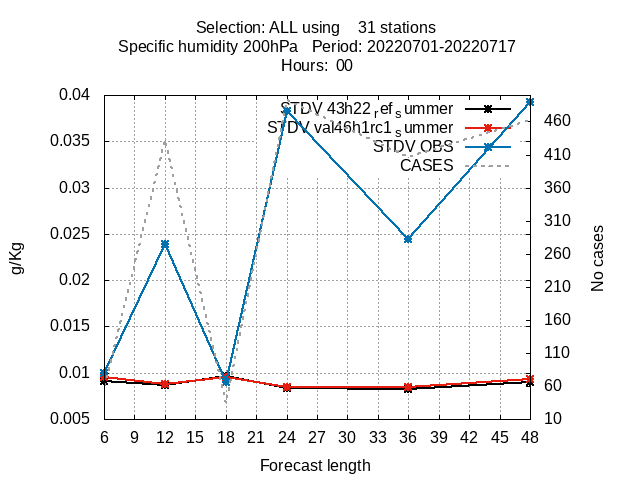 Selection: ALL using    31 stations
Specific humidity 200hPa   Period: 20220701-20220717
Hours:  00
0.04
0.035
0.03
0.025
0.02
0.015
0.01
0.005
g/Kg
STDV 43h22_ref_summer
STDV val46h1rc1_summer
STDV OBS
CASES
460
410
360
310
260
210
160
110
60
10
No cases
6 9 12 15 18 21 24 27 30 33 36 39 42 45 48
Forecast length